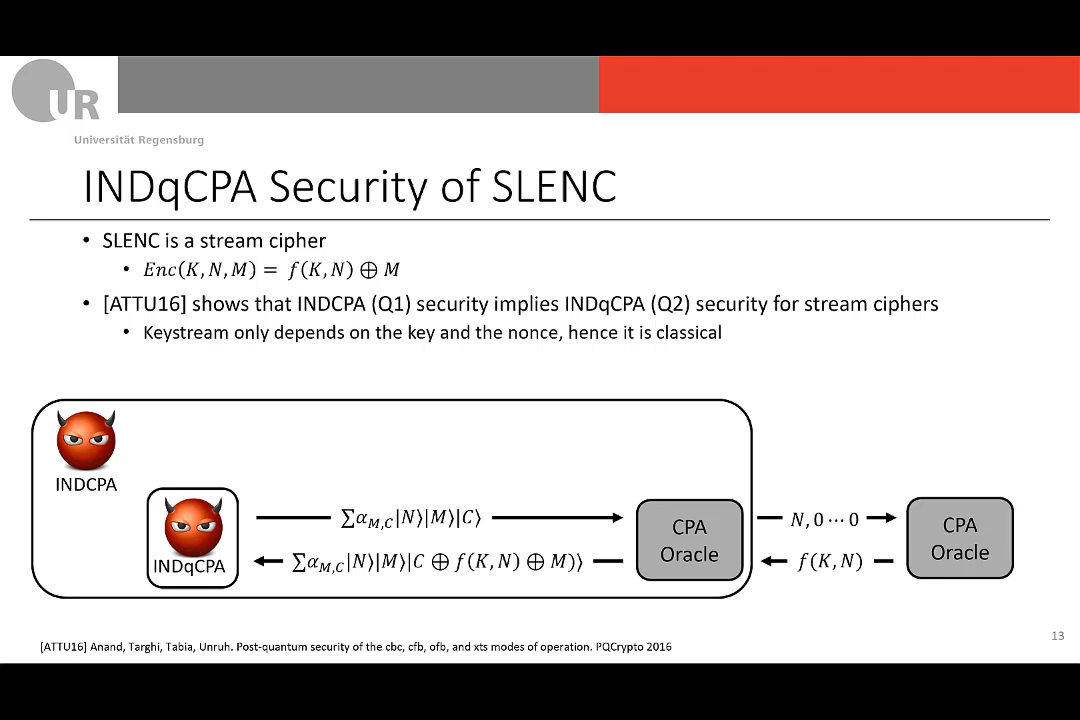 UR
Universität Regensburg
INDqCPA Security of SLENC
• SLENC is a stream cipher
• Enc(K, N, M) = f(K, N) ⊕ M
• [ATTU16] shows that INDCPA (Q1) security implies INDqCPA (Q2) security for stream ciphers
• Keystream only depends on the key and the nonce, hence it is classical
INDCPA
INDqCPA
∑α_{M,C}|N⟩|M⟩|C⟩
∑α_{M,C}|N⟩|M⟩|C ⊕ f(K, N) ⊕ M)⟩
CPA
Oracle
N, 0 ⋯ 0
f(K, N)
CPA
Oracle
13
[ATTU16] Anand, Targhi, Tabia, Unruh. Post-quantum security of the cbc, cfb, ofb, and xts modes of operation. PQCrypto 2016